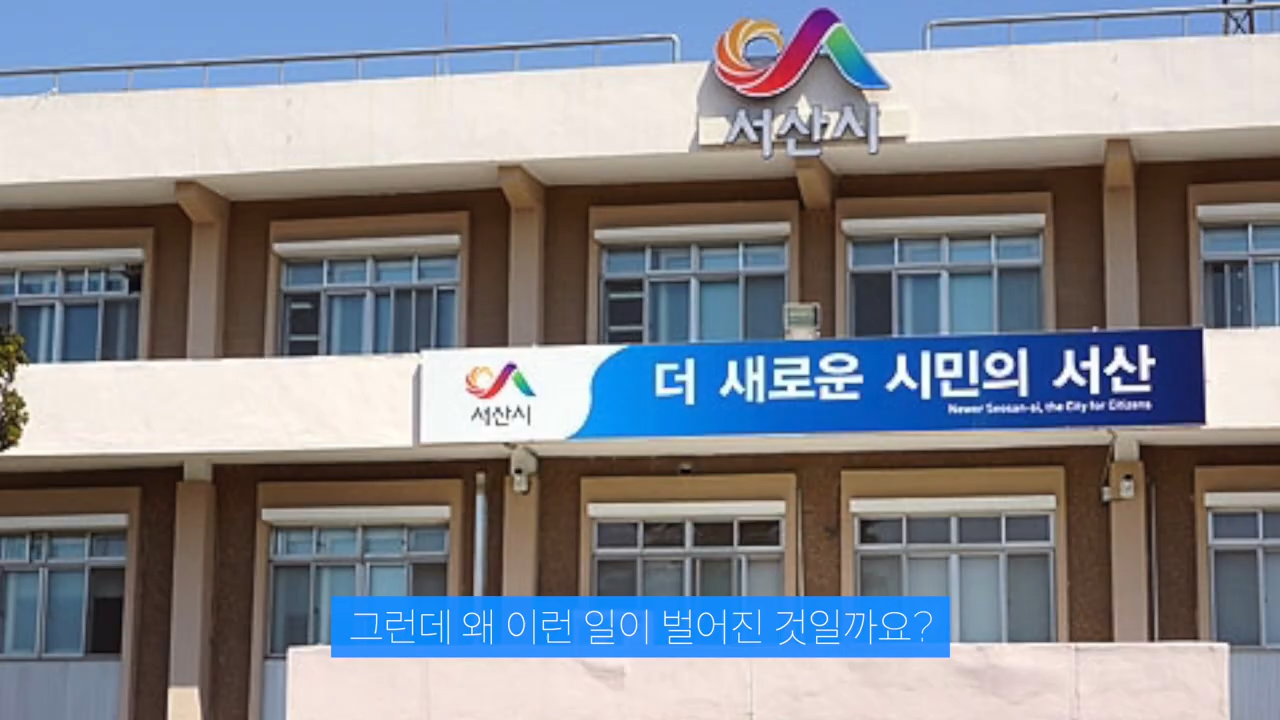 서산시
서산시
더 새로운 시민의 서산
Newer Seosan-si, the City for Citizens
그런데 왜 이런 일이 벌어진 것일까요?